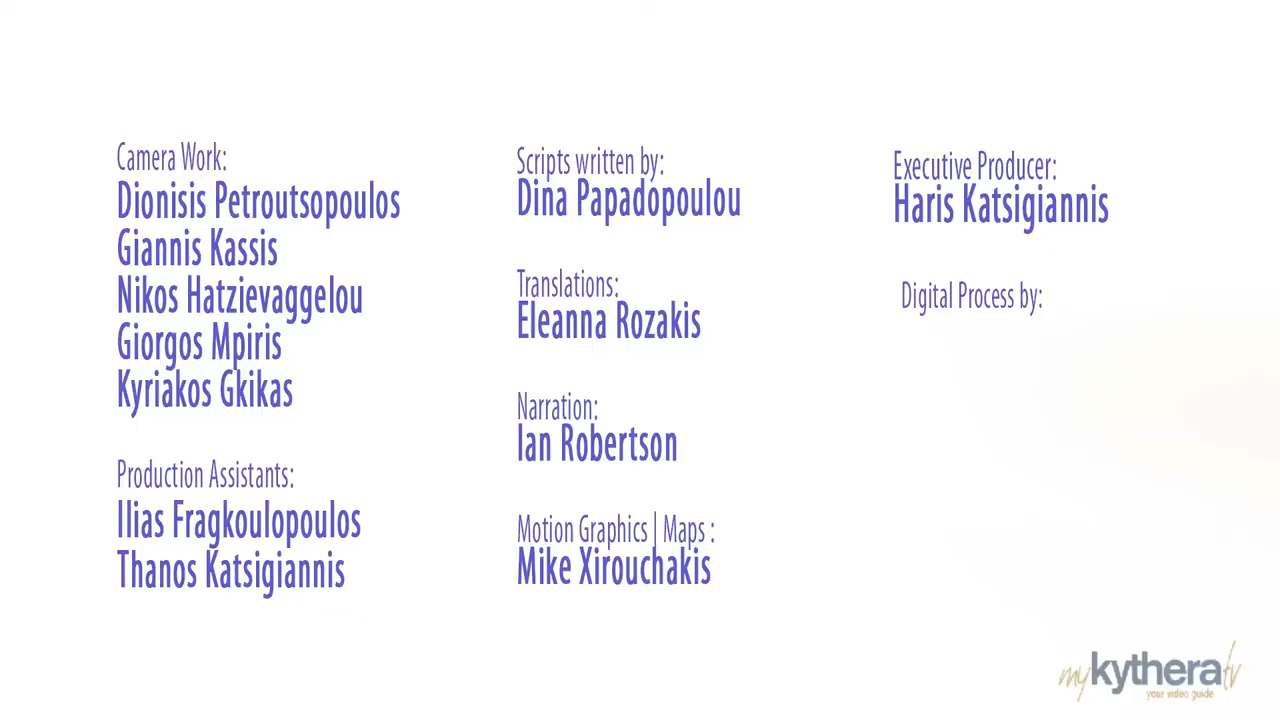 Camera Work:
Dionisis Petroutsopoulos
Giannis Kassis
Nikos Hatzievaggelou
Giorgos Mpiris
Kyriakos Gkikas
Production Assistants:
Ilias Fragkoulopoulos
Thanos Katsigiannis
Scripts written by:
Dina Papadopoulou
Translations:
Eleanna Rozakis
Narration:
Ian Robertson
Motion Graphics | Maps :
Mike Xirouchakis
Executive Producer:
Haris Katsigiannis
Digital Process by:
mykythera tv
your video guide